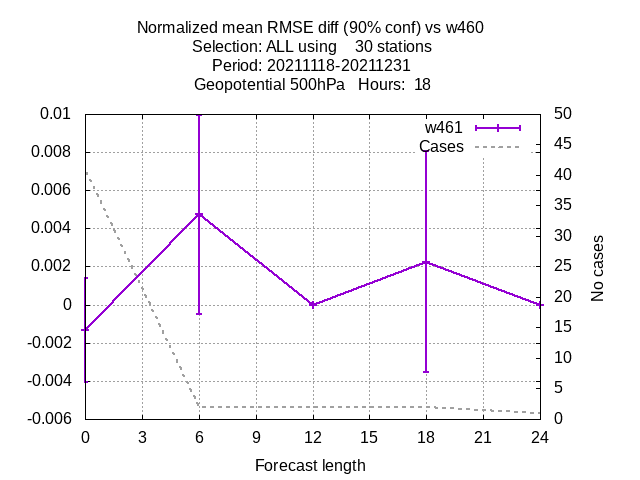 Normalized mean RMSE diff (90% conf) vs w460
Selection: ALL using    30 stations
Period: 20211118-20211231
Geopotential 500hPa   Hours:  18
0.01
0.008
0.006
0.004
0.002
0
-0.002
-0.004
-0.006
w461
Cases
50
45
40
35
30
25
20
15
10
5
0
No cases
0 3 6 9 12 15 18 21 24
Forecast length